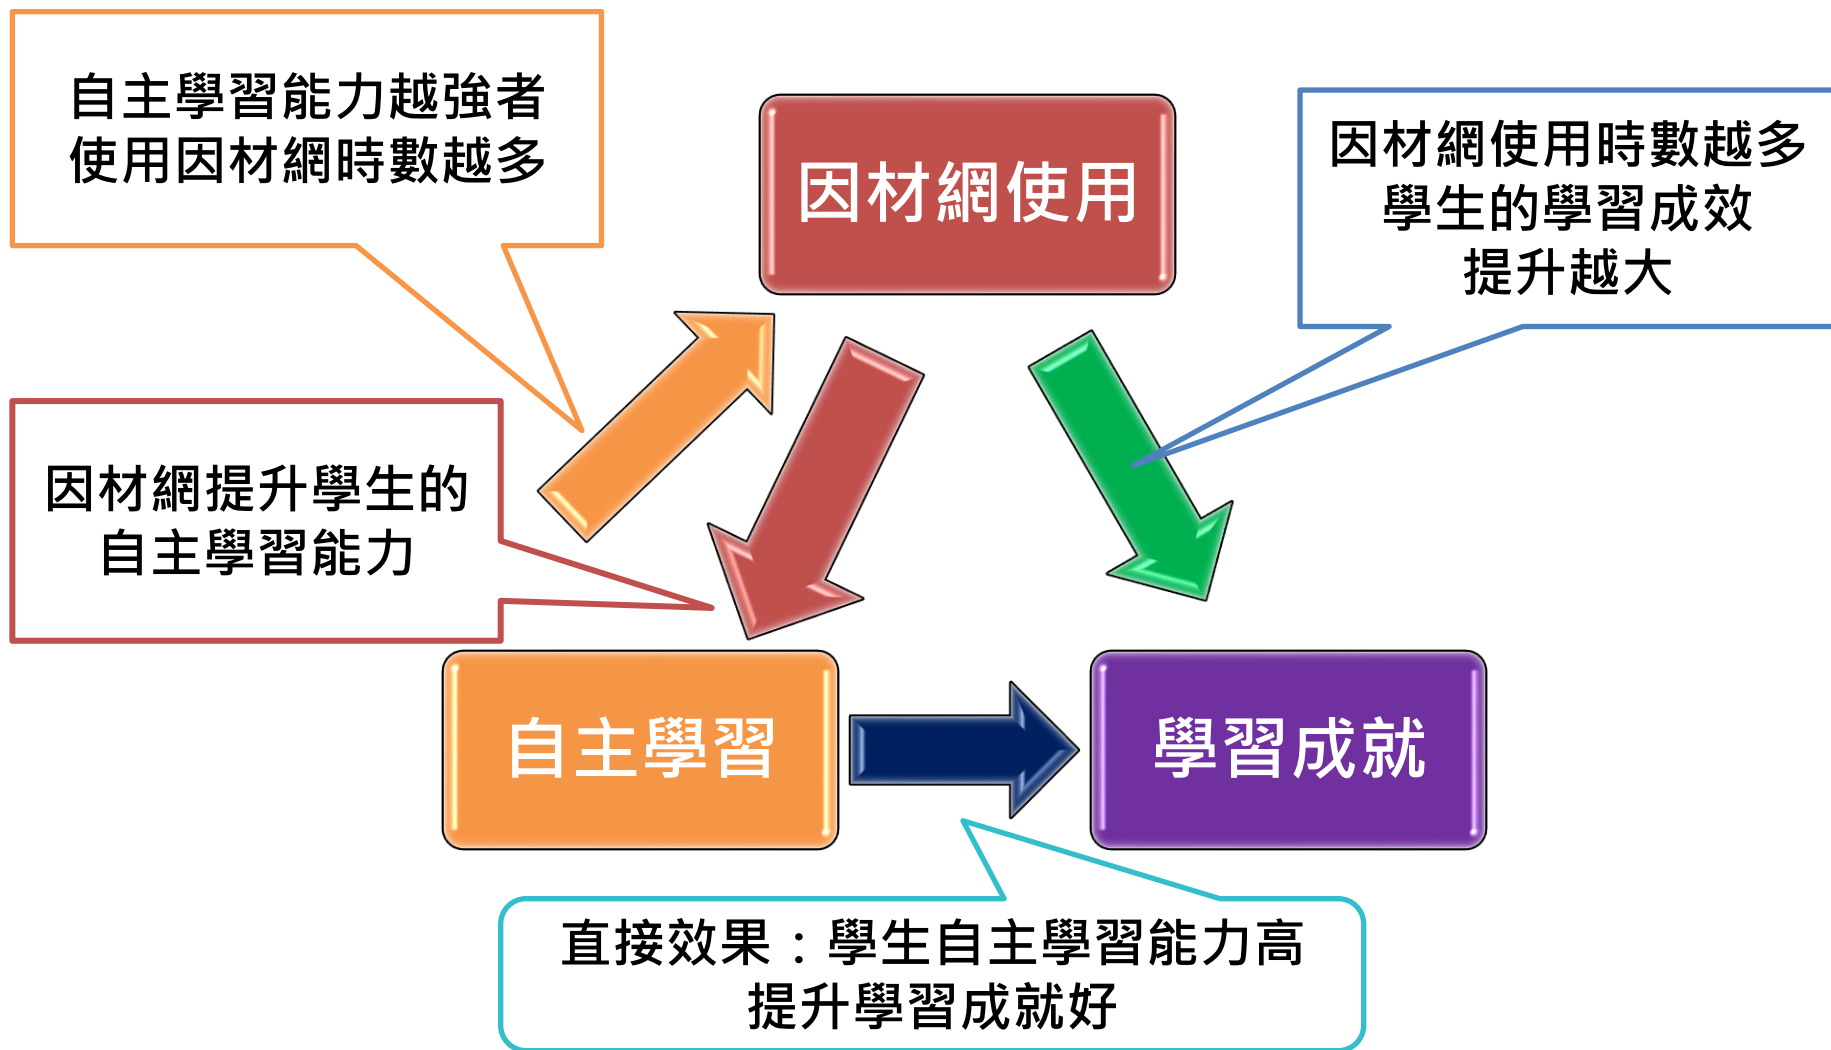 自主學習能力越強者
使用因材網時數越多
因材網使用
因材網使用時數越多
學生的學習成效
提升越大
因材網提升學生的
自主學習能力
自主學習
學習成就
直接效果：學生自主學習能力高
提升學習成就好